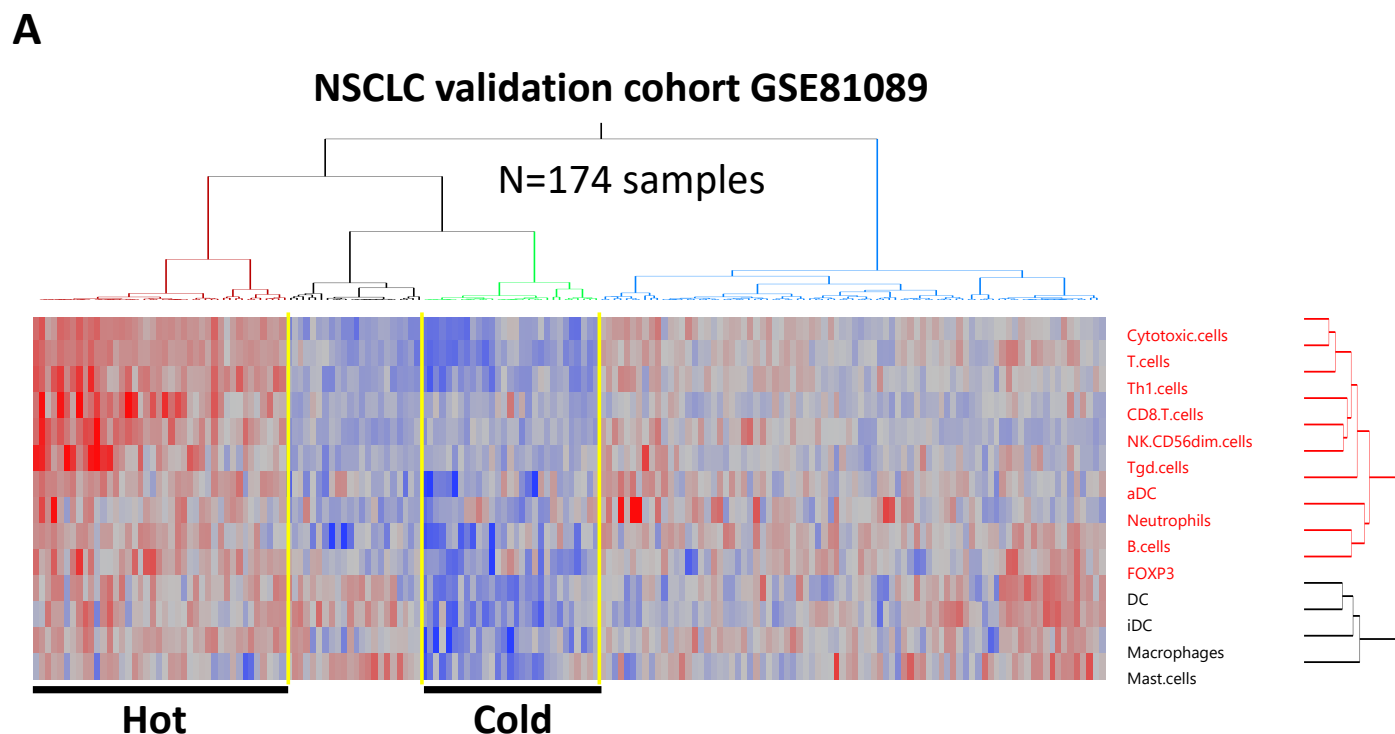 A
NSCLC validation cohort GSE81089
N=174 samples
Cytotoxic.cells
T.cells
Th1.cells
CD8.T.cells
NK.CD56dim.cells
Tgd.cells
aDC
Neutrophils
B.cells
FOXP3
DC
iDC
Macrophages
Mast.cells
Hot
Cold